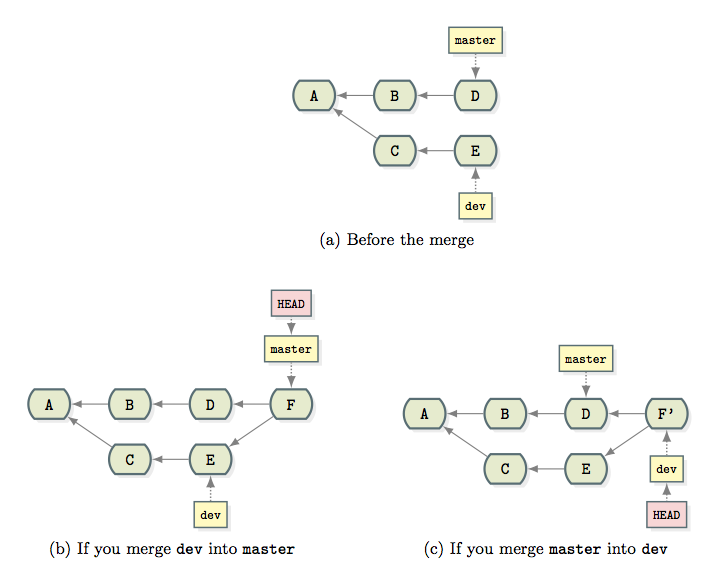 master
A B D
C E
dev
(a) Before the merge
HEAD
master
A B D F
C E
dev
(b) If you merge dev into master
master
A B D F'
C E
dev
HEAD
(c) If you merge master into dev